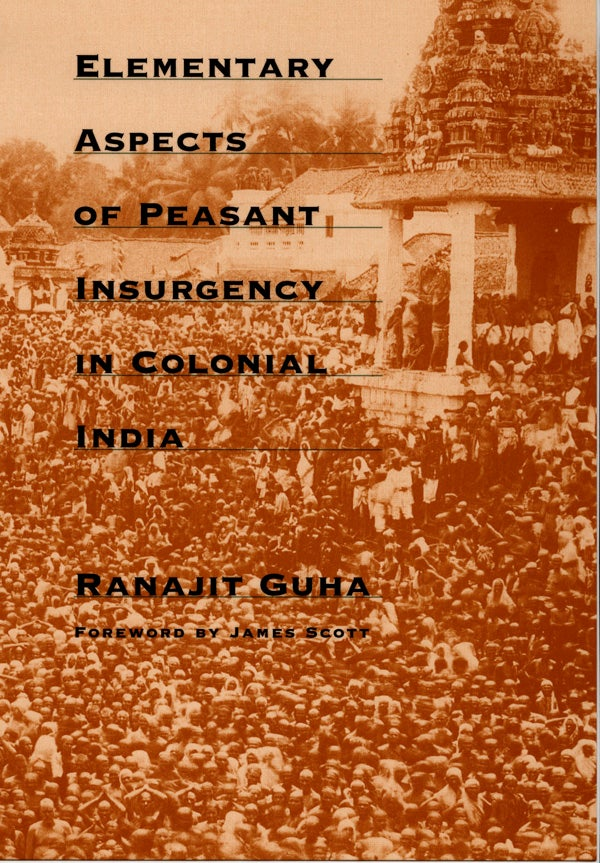 Elementary
Aspects
of Peasant
Insurgency
in Colonial
India
Ranajit Guha
Foreword by James Scott